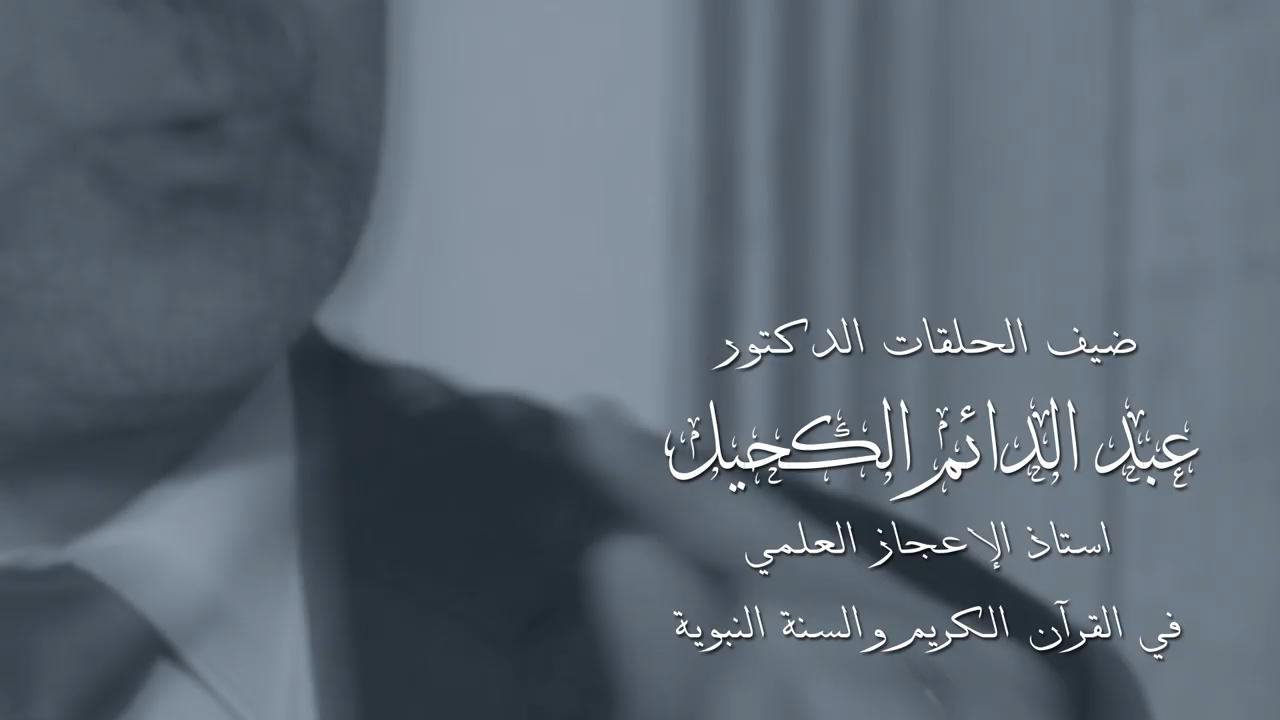 ضيف الحلقات الدكتور
عبد الدائم الكحيل
استاذ الإعجاز العلمي
في القرآن الكريم والسنة النبوية